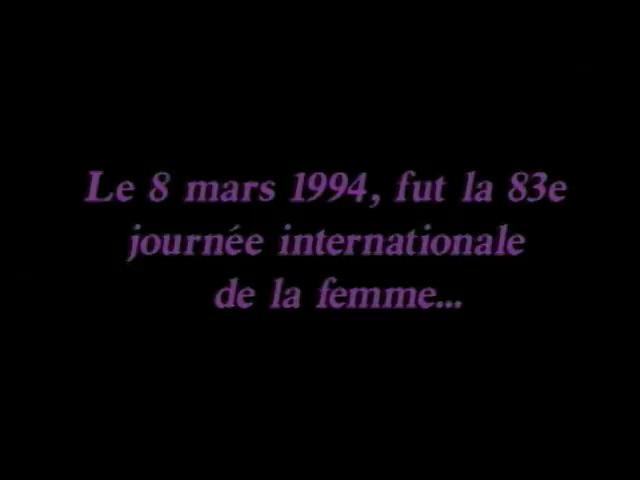 Le 8 mars 1994, fut la 83e
journée internationale
de la femme...